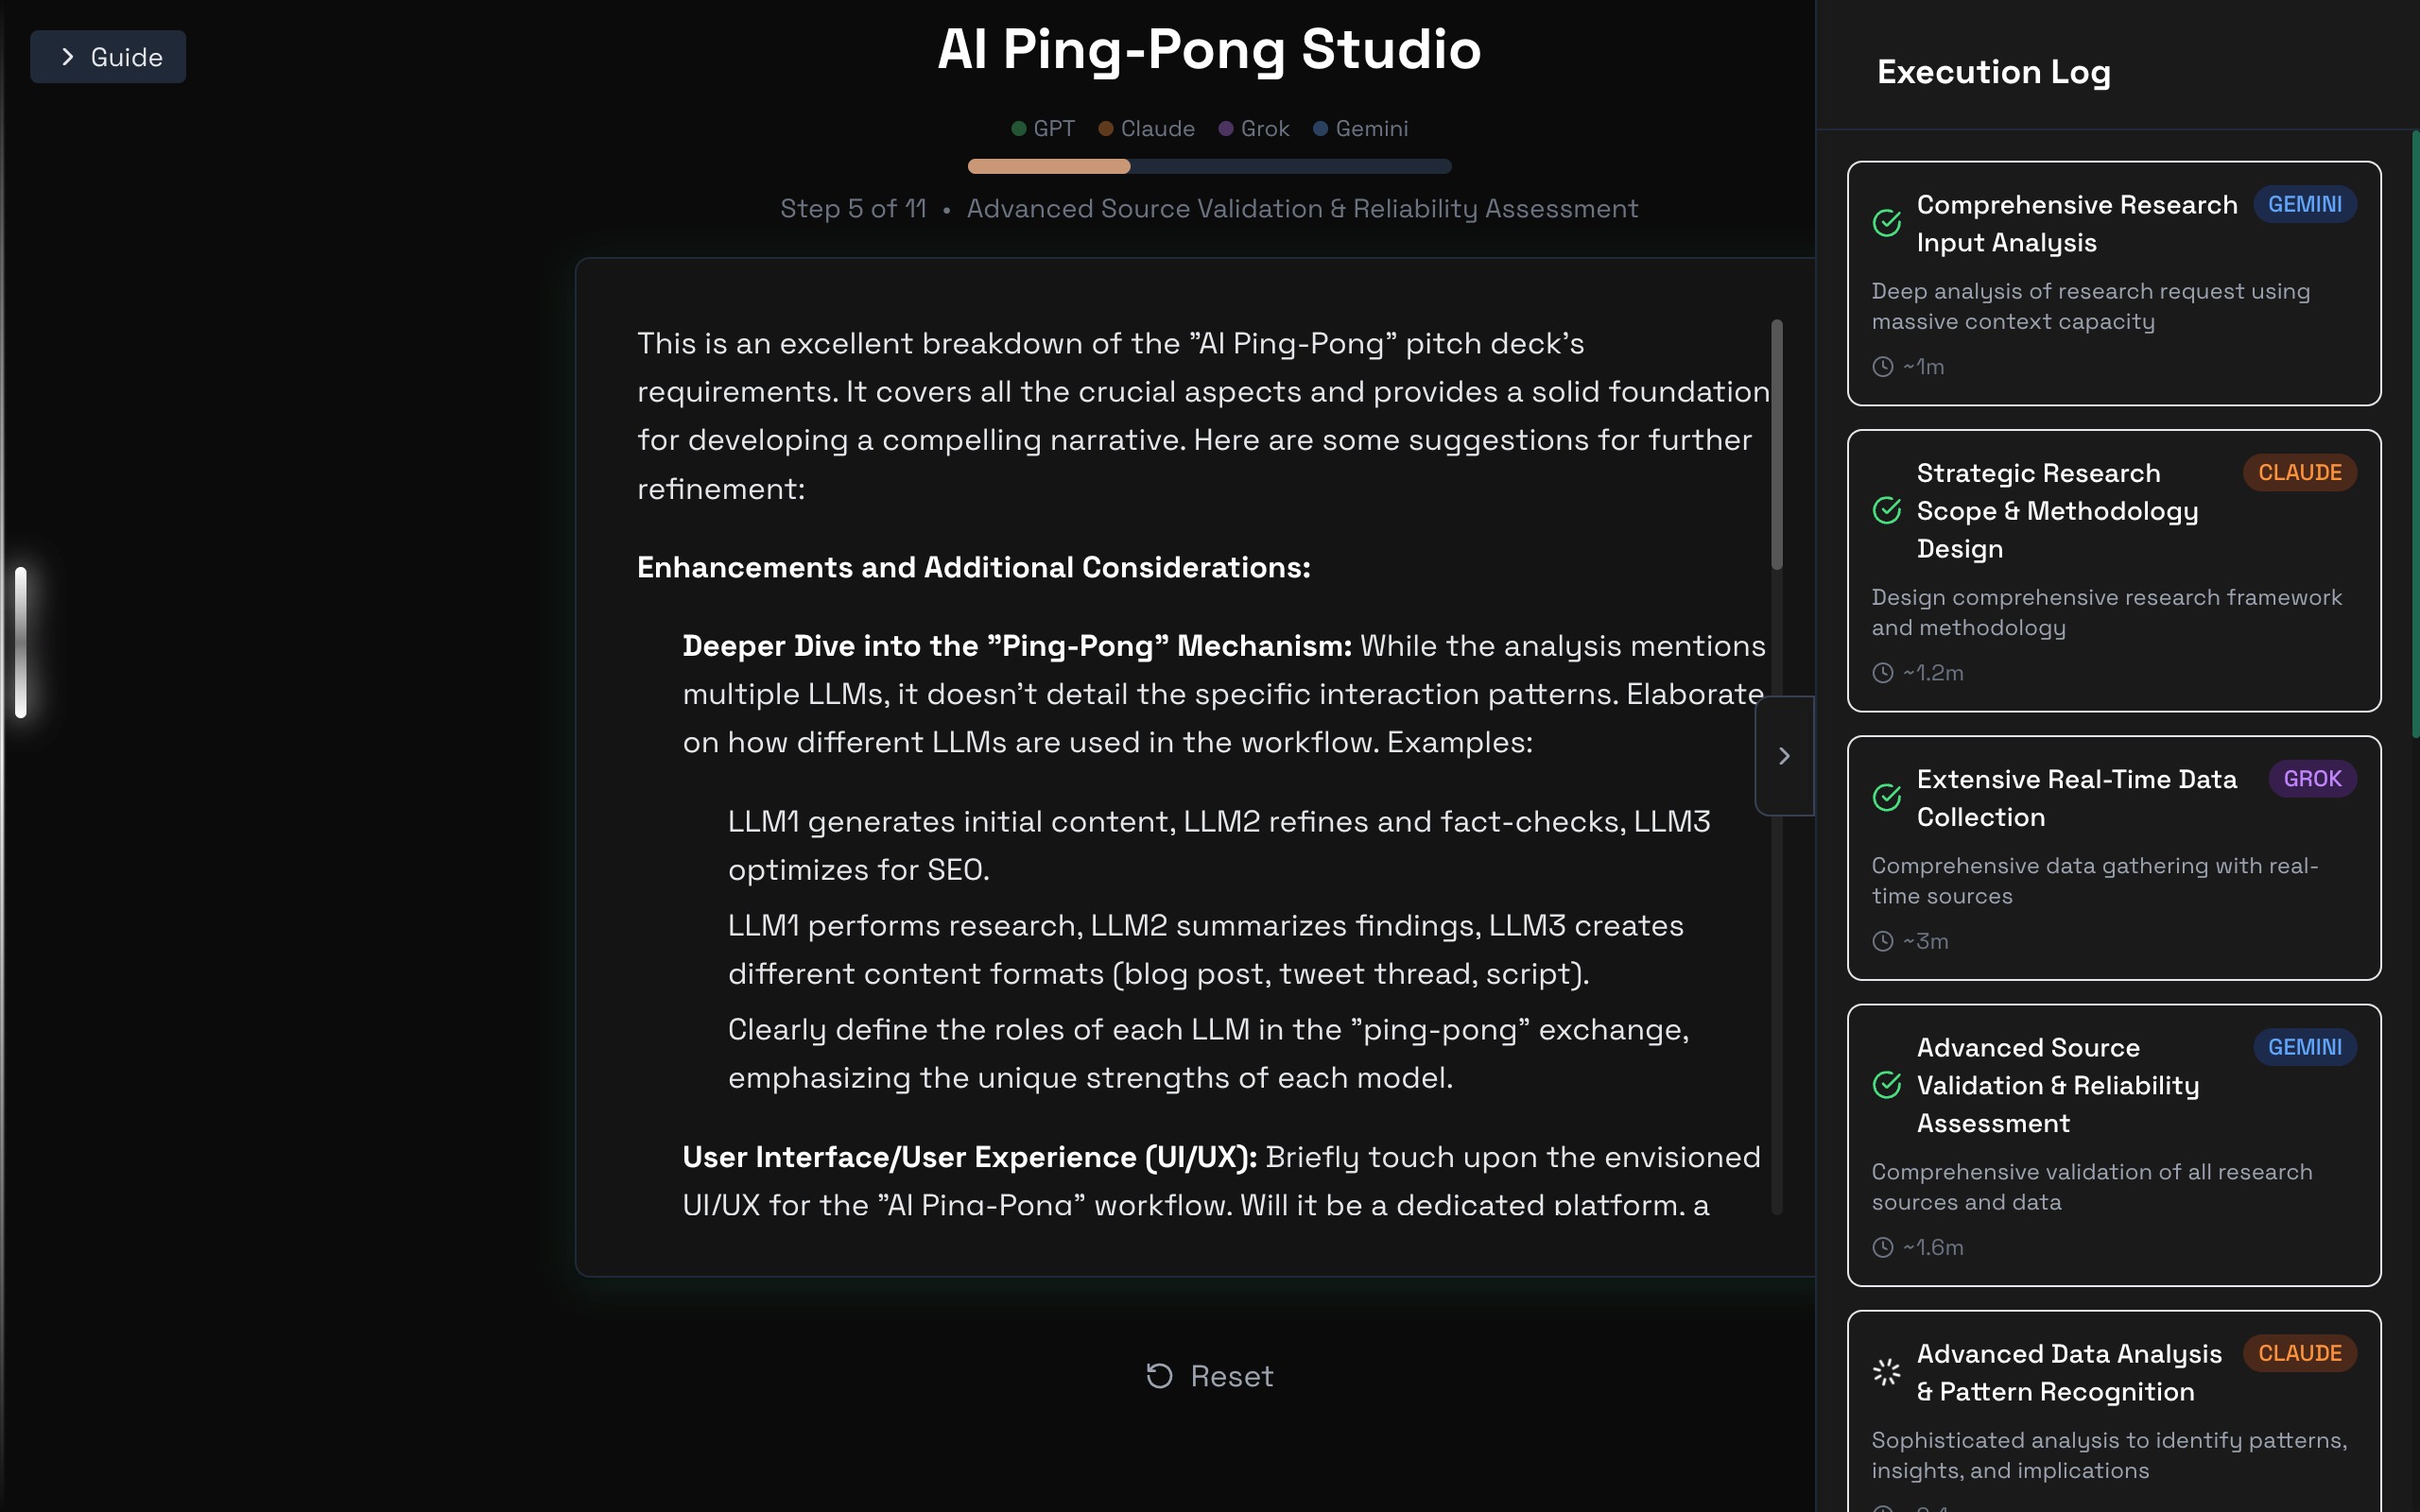 Guide
AI Ping-Pong Studio
GPT
Claude
Grok
Gemini
Step 5 of 11 • Advanced Source Validation & Reliability Assessment
This is an excellent breakdown of the "AI Ping-Pong" pitch deck's
requirements. It covers all the crucial aspects and provides a solid foundation
for developing a compelling narrative. Here are some suggestions for further
refinement:
Enhancements and Additional Considerations:
Deeper Dive into the "Ping-Pong" Mechanism: While the analysis mentions
multiple LLMs, it doesn't detail the specific interaction patterns. Elaborate
on how different LLMs are used in the workflow. Examples:
LLM1 generates initial content, LLM2 refines and fact-checks, LLM3
optimizes for SEO.
LLM1 performs research, LLM2 summarizes findings, LLM3 creates
different content formats (blog post, tweet thread, script).
Clearly define the roles of each LLM in the "ping-pong" exchange,
emphasizing the unique strengths of each model.
User Interface/User Experience (UI/UX): Briefly touch upon the envisioned
UI/UX for the "AI Ping-Pong" workflow. Will it be a dedicated platform, a
Reset
Execution Log
Comprehensive Research
Input Analysis
GEMINI
Deep analysis of research request using
massive context capacity
~1m
Strategic Research
Scope & Methodology
Design
CLAUDE
Design comprehensive research framework
and methodology
~1.2m
Extensive Real-Time Data
Collection
GROK
Comprehensive data gathering with real-
time sources
~3m
Advanced Source
Validation & Reliability
Assessment
GEMINI
Comprehensive validation of all research
sources and data
~1.6m
Advanced Data Analysis
& Pattern Recognition
CLAUDE
Sophisticated analysis to identify patterns,
insights, and implications